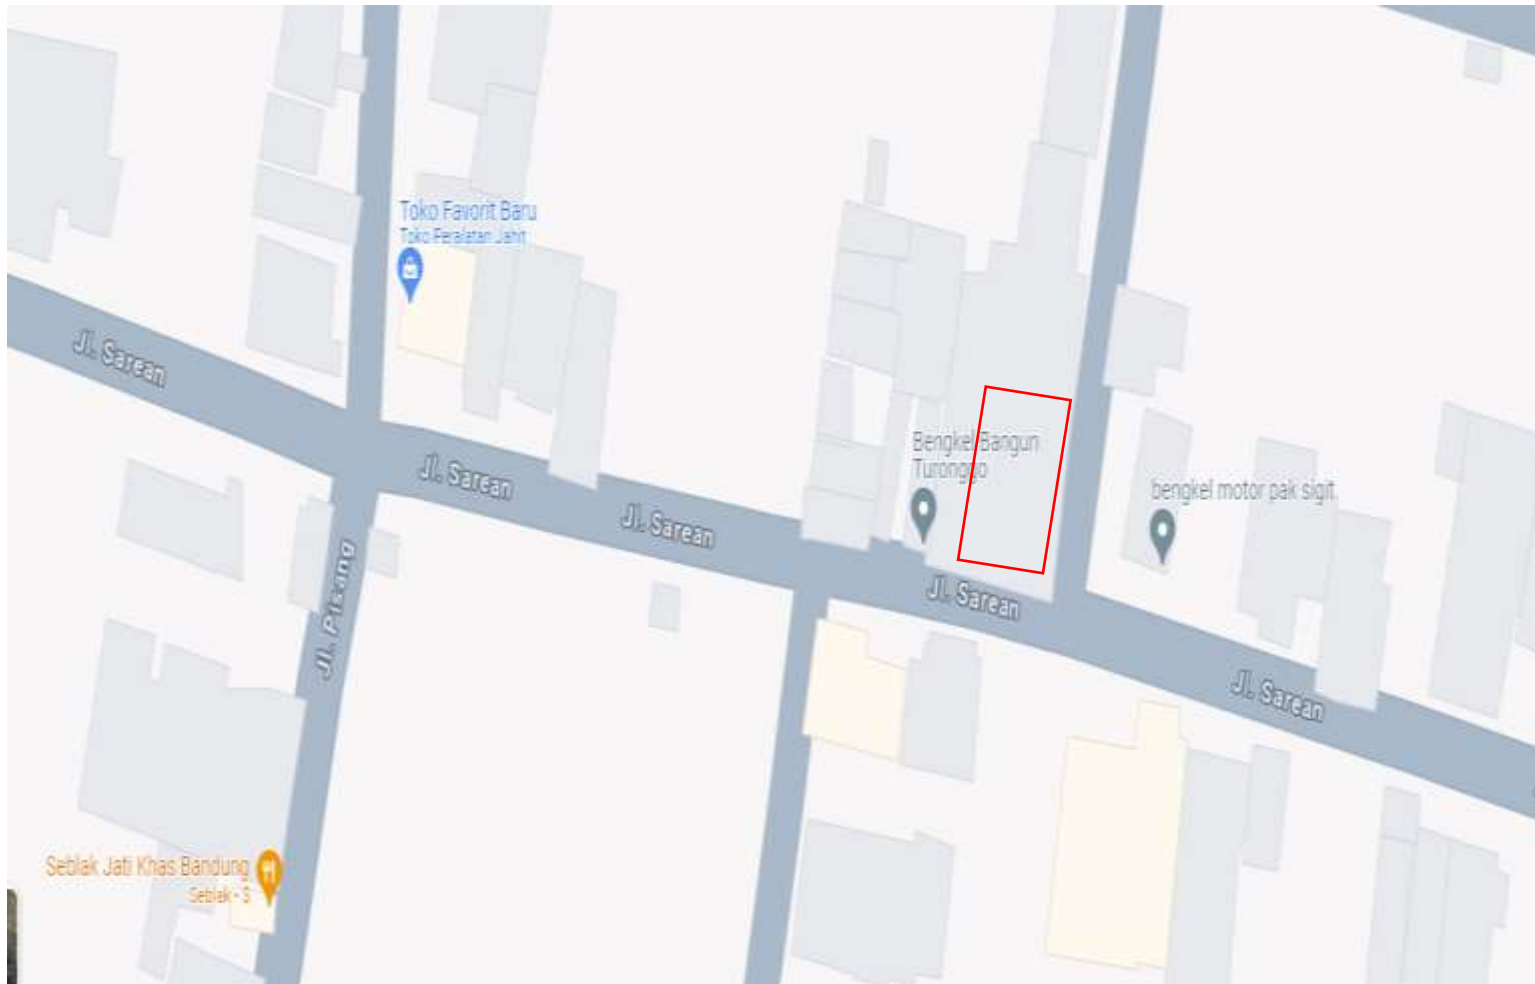 Toko Favorit Baru
Toko Peralatan Jahit
Jl. Sarean
Bengkel Bangun
Turonggo
Jl. Sarean
bengkel motor pak sigit
Jl. Sarean
Jl. Pisang
Jl. Sarean
Jl. Sarean
Seblak Jati Khas Bandung
Seblak - $